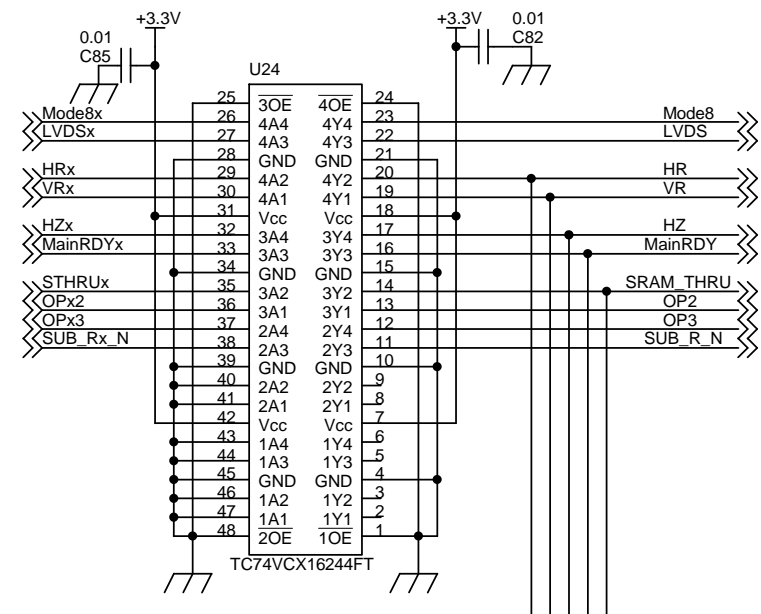 +3.3V +3.3V 0.01
0.01 C82
C85
U24
25 3OE 4OE 24
Mode8x 26 4A4 4Y4 23 Mode8
LVDSx 27 4A3 4Y3 22 LVDS
28 GND GND 21
HRx 29 4A2 4Y2 20 HR
VRx 30 4A1 4Y1 19 VR
31 Vcc Vcc 18
HZx 32 3A4 3Y4 17 HZ
MainRDYx 33 3A3 3Y3 16 MainRDY
34 GND GND 15
STHRUx 35 3A2 3Y2 14 SRAM_THRU
OPx2 36 3A1 3Y1 13 OP2
OPx3 37 2A4 2Y4 12 OP3
SUB_Rx_N 38 2A3 2Y3 11 SUB_R_N
39 GND GND 10
40 2A2 2Y2 9
41 2A1 2Y1 8
42 Vcc Vcc 7
43 1A4 1Y4 6
44 1A3 1Y3 5
45 GND GND 4
46 1A2 1Y2 3
47 1A1 1Y1 2
48 2OE 1OE 1
TC74VCX16244FT